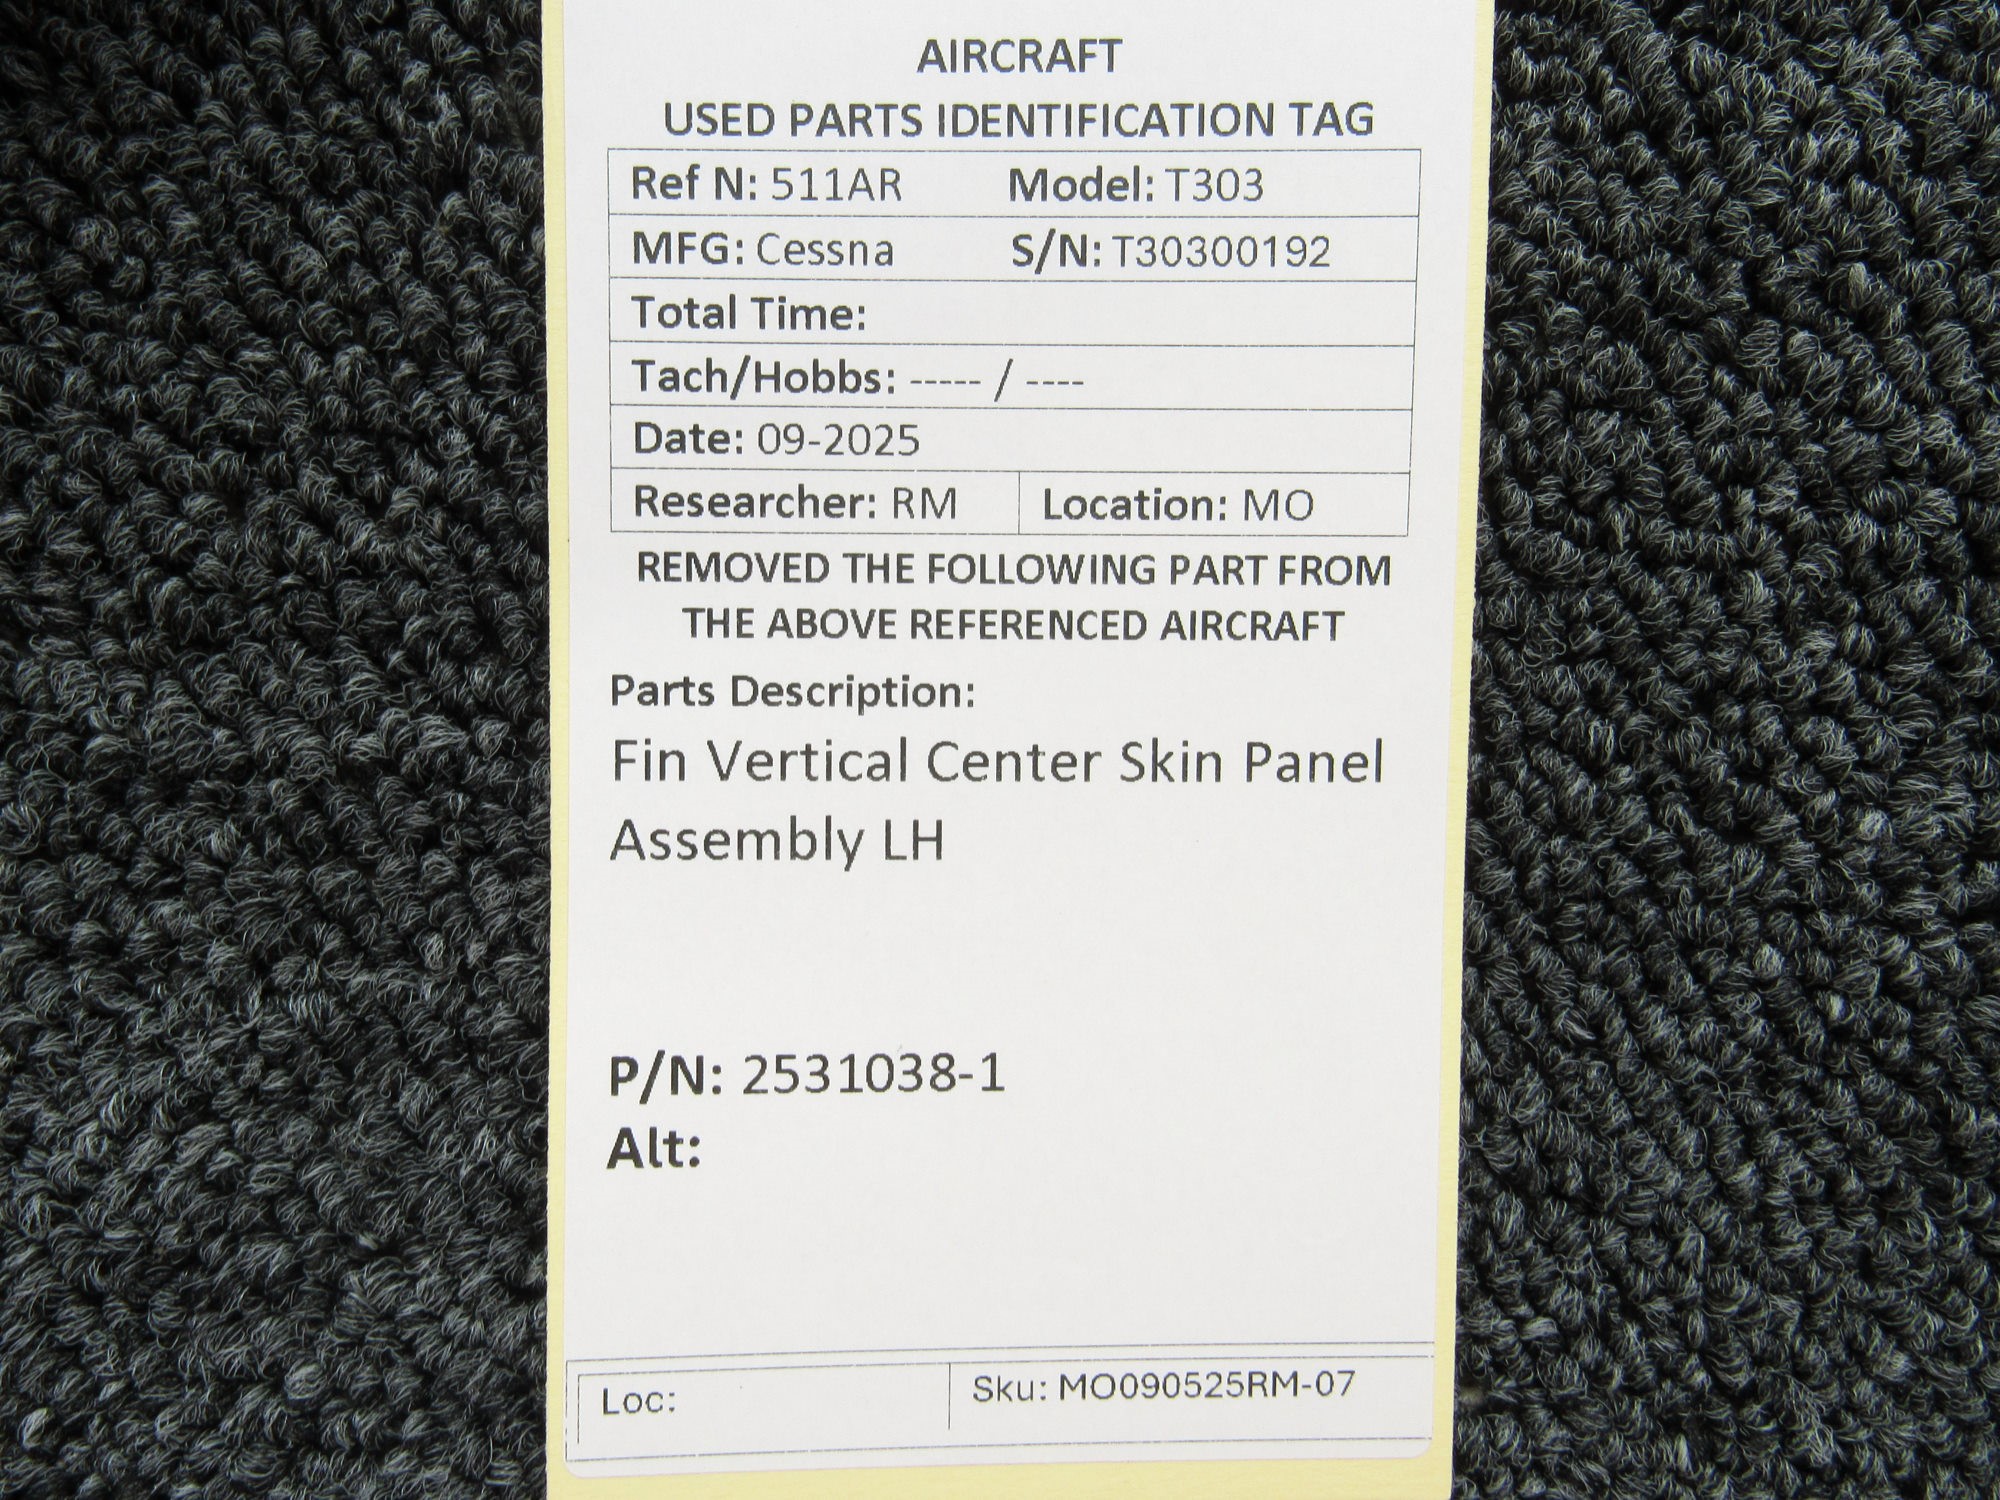 AIRCRAFT
USED PARTS IDENTIFICATION TAG
Ref N: 511AR Model: T303
MFG: Cessna S/N: T30300192
Total Time:
Tach/Hobbs: ----- / ----
Date: 09-2025
Researcher: RM Location: MO
REMOVED THE FOLLOWING PART FROM
THE ABOVE REFERENCED AIRCRAFT
Parts Description:
Fin Vertical Center Skin Panel
Assembly LH
P/N: 2531038-1
Alt:
Loc: Sku: MO090525RM-07